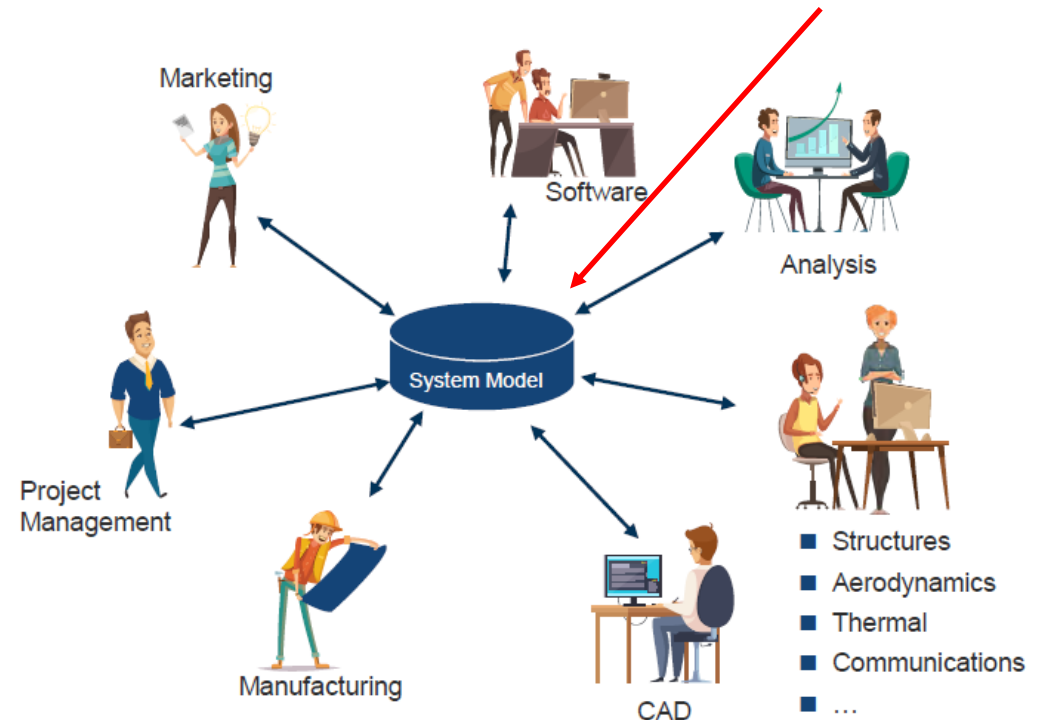 Marketing
Software
Analysis
System Model
Project
Management
Manufacturing
CAD
■ Structures
■ Aerodynamics
■ Thermal
■ Communications
■ …